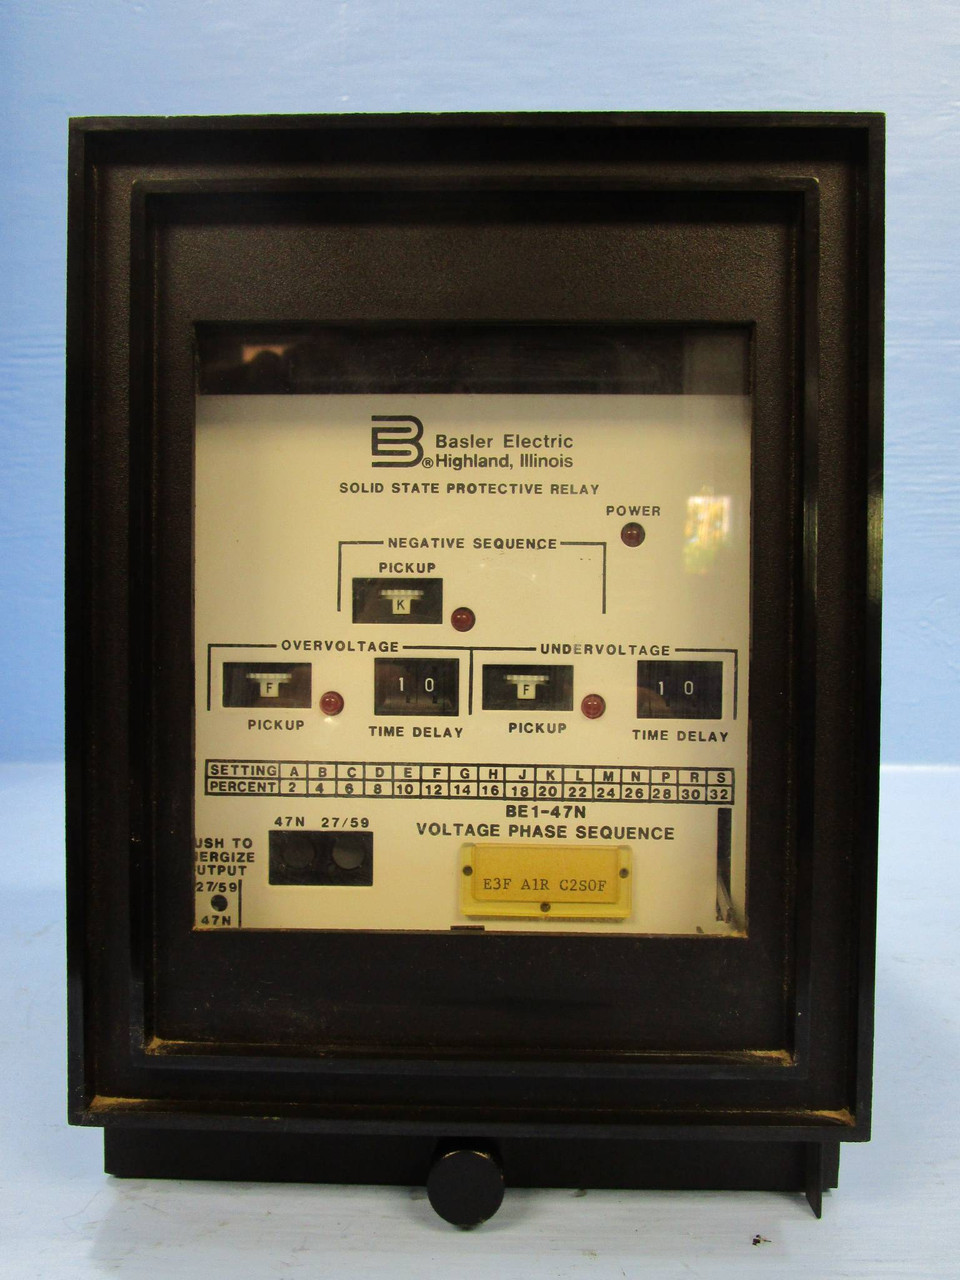 Basler Electric
® Highland, Illinois
SOLID STATE PROTECTIVE RELAY
POWER
NEGATIVE SEQUENCE
PICKUP
K
OVERVOLTAGE
UNDERVOLTAGE
F
1 0
F
1 0
PICKUP
TIME DELAY
PICKUP
TIME DELAY
SETTING A B C D E F G H J K L M N P R S
PERCENT 2 4 6 8 10 12 14 16 18 20 22 24 26 28 30 32
BE1-47N
VOLTAGE PHASE SEQUENCE
47N 27/59
USH TO
ERGIZE
UTPUT
27/59
47N
E3F A1R C2S0F